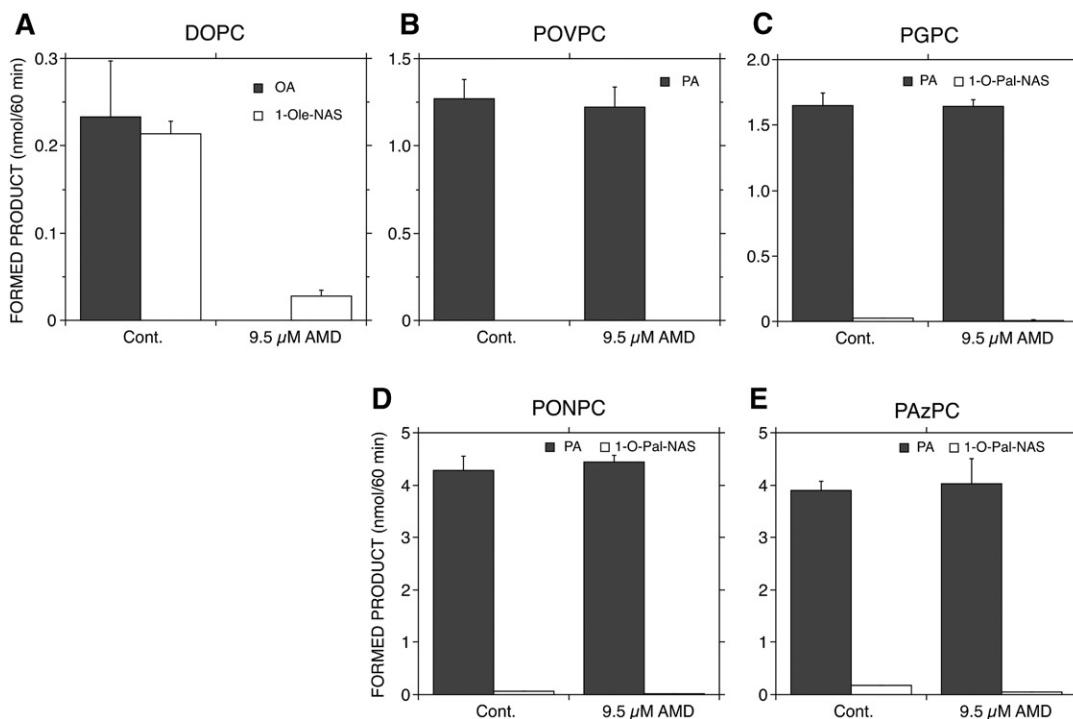 A
DOPC
FORMED PRODUCT (nmol/60 min)
0.3
0.2
0.1
0
OA
1-Ole-NAS
Cont.
9.5 µM AMD
B
POVPC
1.5
1.0
0.5
0
PA
Cont.
9.5 µM AMD
C
PGPC
2.0
1.5
1.0
0.5
0
PA 1-O-Pal-NAS
Cont.
9.5 µM AMD
D
PONPC
FORMED PRODUCT (nmol/60 min)
5
4
3
2
1
0
PA 1-O-Pal-NAS
Cont.
9.5 µM AMD
E
PAzPC
5
4
3
2
1
0
PA 1-O-Pal-NAS
Cont.
9.5 µM AMD